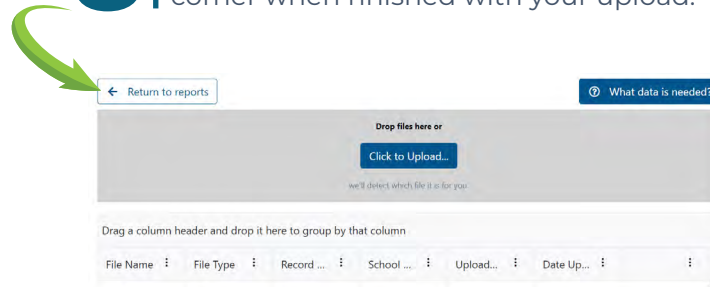 corner when finished with your upload.
← Return to reports
What data is needed?
Drop files here or
Click to Upload...
we'll detect which file it is for you
Drag a column header and drop it here to group by that column
File Name File Type Record ... School ... Upload... Date Up...